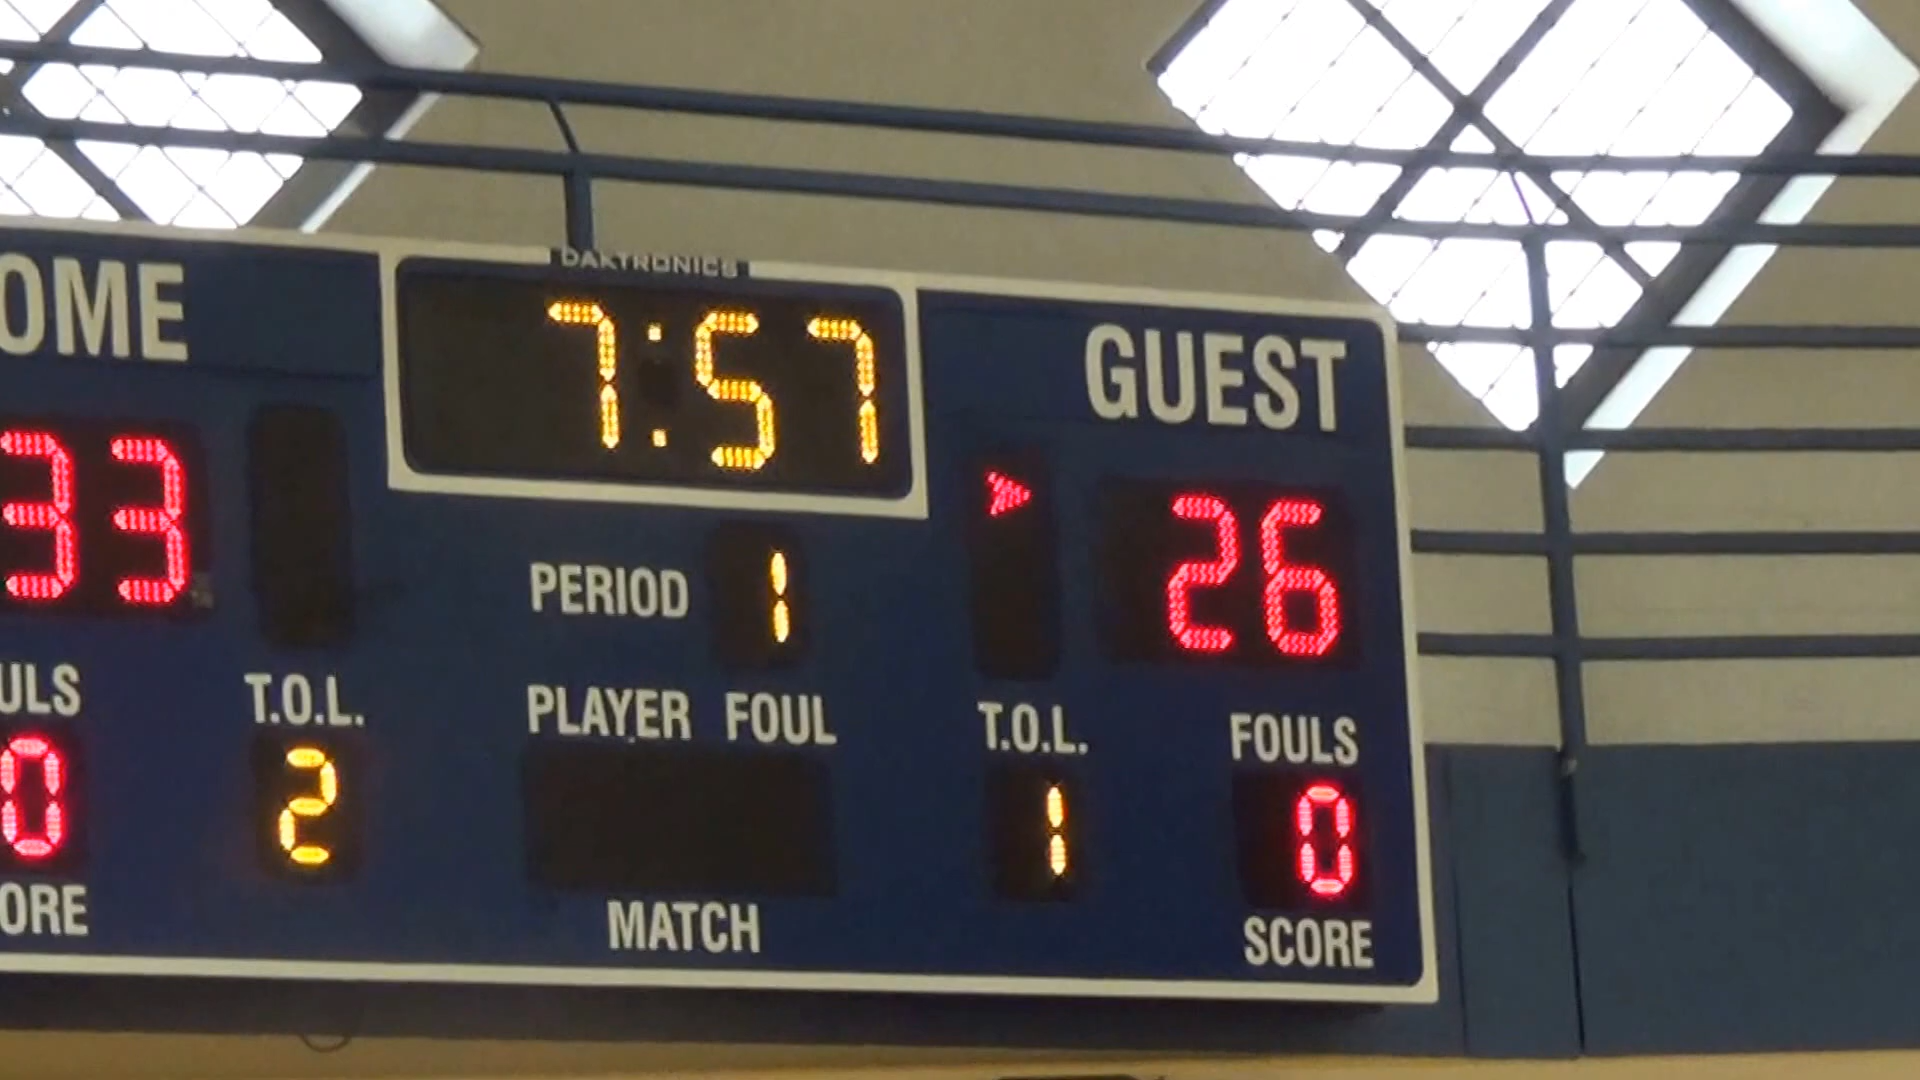 DAKTRONICS
OME 7:57 GUEST
33 26
PERIOD 1
ULS T.O.L. PLAYER FOUL T.O.L. FOULS
0 2 1 0
ORE MATCH SCORE